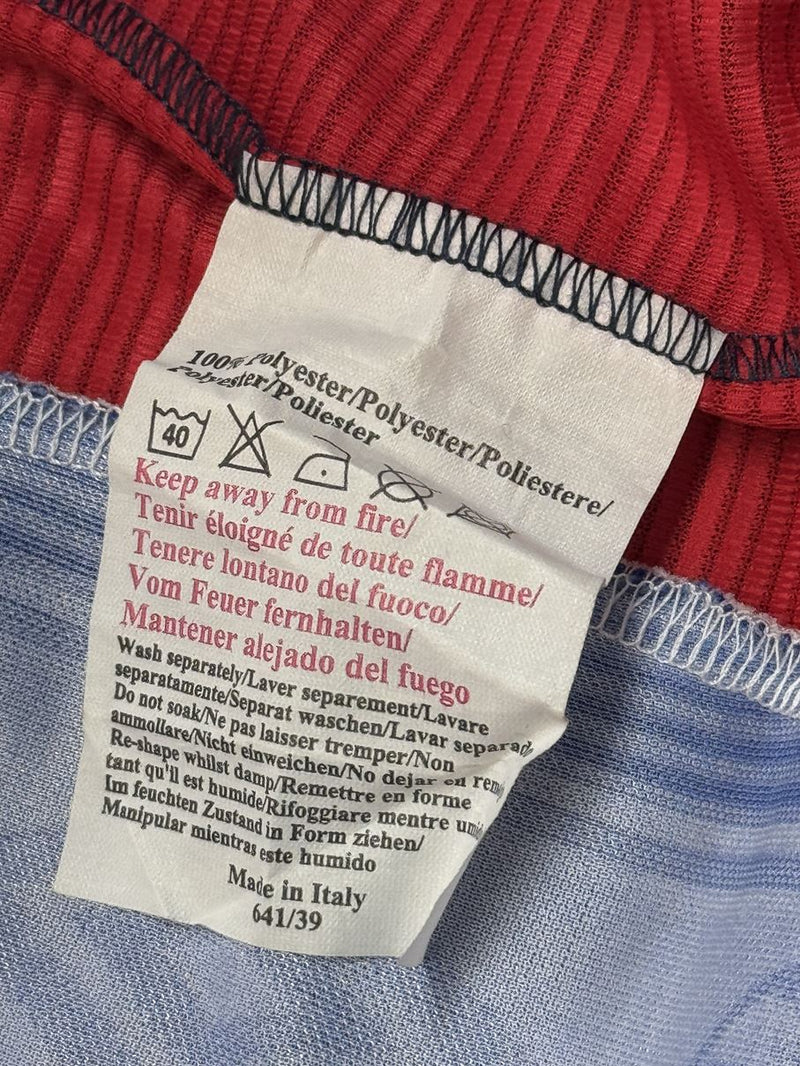 100% Polyester/Polyester/Poliestere/
Polyester/Poliester
40
Keep away from fire/
Tenir éloigné de toute flamme/
Tenere lontano del fuoco/
Vom Feuer fernhalten/
Mantener alejado del fuego
Wash separately/Laver separement/Lavare
separatamente/Separat waschen/Lavar separado
Do not soak/Ne pas laisser tremper/Non
ammollare/Nicht einweichen/No dejar en
Re-shape whilst damp/Remettre en forme
tant qu'il est humide/Rifoggiare mentre
Im feuchten Zustand in Form ziehen/
Manipular mientras este humido
Made in Italy
641/39